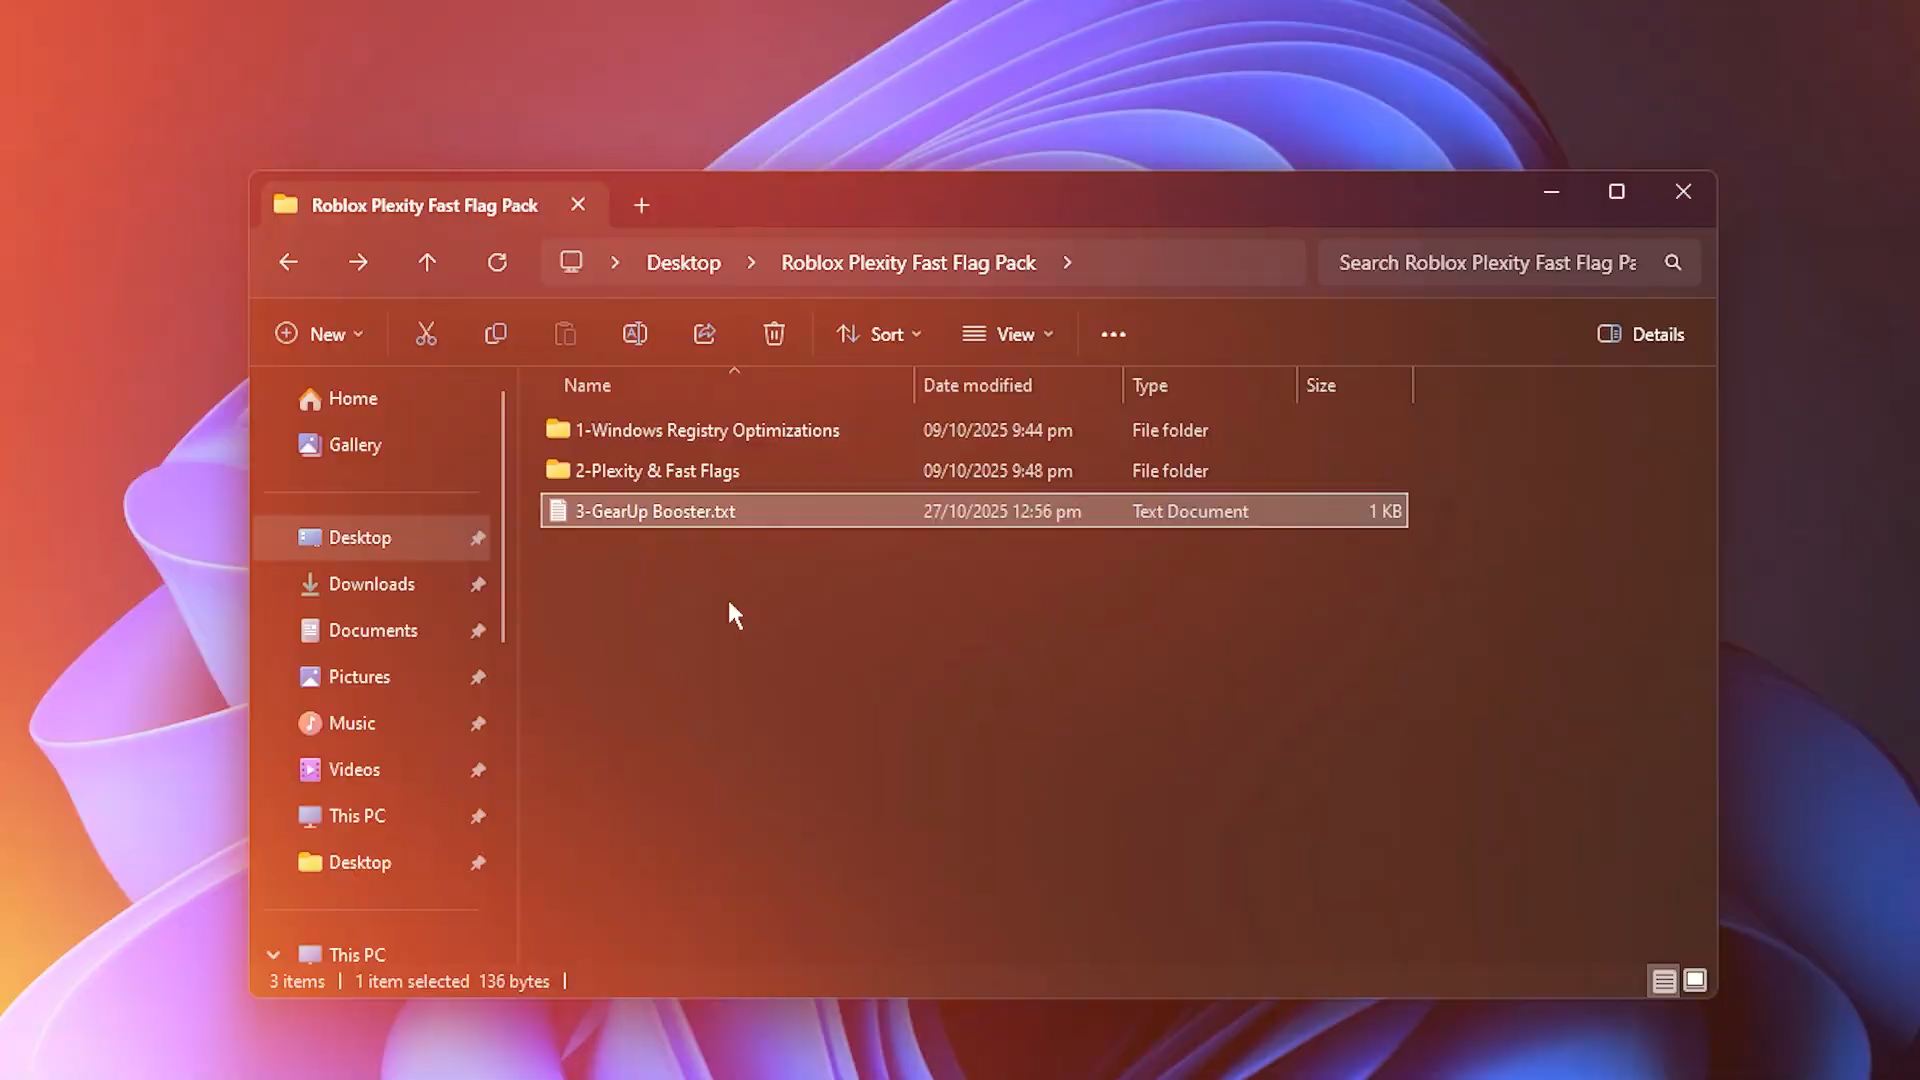 Roblox Plexity Fast Flag Pack
Desktop
Roblox Plexity Fast Flag Pack
Search Roblox Plexity Fast Flag Pa
New
Sort
View
Details
Name
Date modified
Type
Size
Home
Gallery
Desktop
Downloads
Documents
Pictures
Music
Videos
This PC
Desktop
This PC
1-Windows Registry Optimizations 09/10/2025 9:44 pm File folder
2-Plexity & Fast Flags 09/10/2025 9:48 pm File folder
3-GearUp Booster.txt 27/10/2025 12:56 pm Text Document 1 KB
3 items 1 item selected 136 bytes